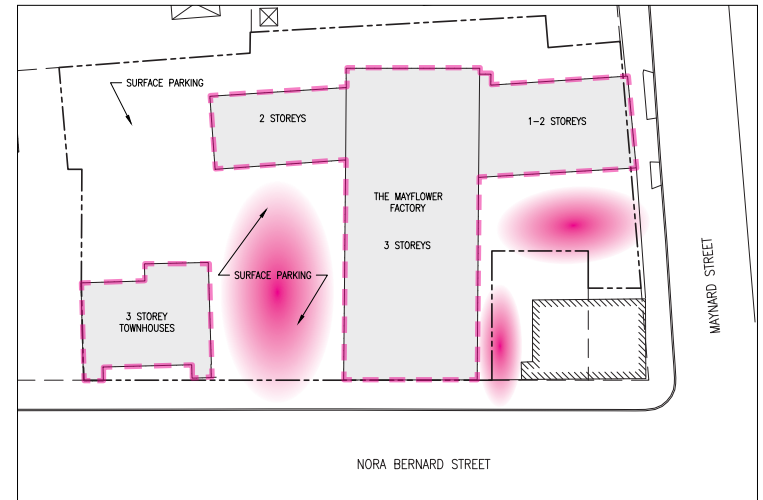 SURFACE PARKING
2 STOREYS
1-2 STOREYS
THE MAYFLOWER
FACTORY
3 STOREYS
SURFACE PARKING
3 STOREY
TOWNHOUSES
MAYNARD STREET
NORA BERNARD STREET